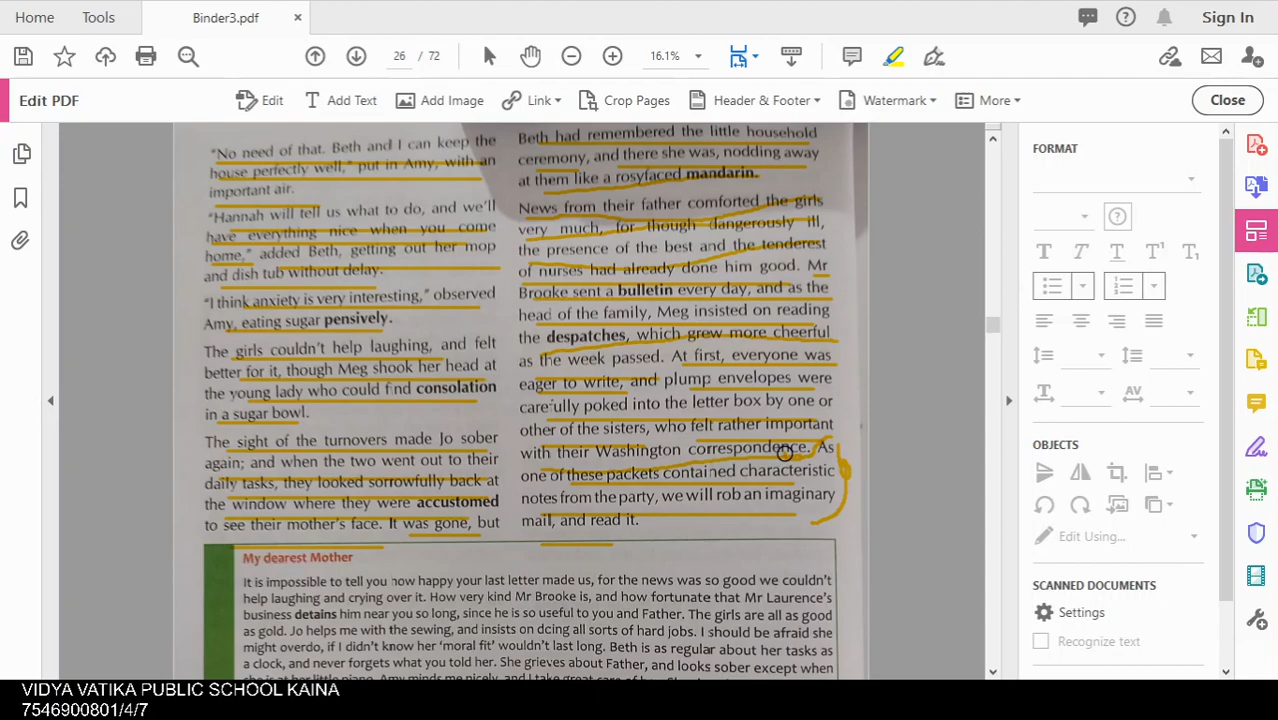 Home Tools Binder3.pdf × Sign In
26 / 72 16.1%
Edit PDF Edit Add Text Add Image Link Crop Pages Header & Footer Watermark More Close
"No need of that. Beth and I can keep the
house perfectly well," put in Amy, with an
important air.
"Hannah will tell us what to do, and we'll
have everything nice when you come
home," added Beth, getting out her mop
and dish tub without delay.
"I think anxiety is very interesting," observed
Amy, eating sugar pensively.
The girls couldn't help laughing, and felt
better for it, though Meg shook her head at
the young lady who could find consolation
in a sugar bowl.
The sight of the turnovers made Jo sober
again; and when the two went out to their
daily tasks, they looked sorrowfully back at
the window where they were accustomed
to see their mother's face. It was gone, but
Beth had remembered the little household
ceremony, and there she was, nodding away
at them like a rosyfaced mandarin.
News from their father comforted the girls
very much, for though dangerously ill,
the presence of the best and the tenderest
of nurses had already done him good. Mr
Brooke sent a bulletin every day, and as the
head of the family, Meg insisted on reading
the despatches, which grew more cheerful
as the week passed. At first, everyone was
eager to write, and plump envelopes were
carefully poked into the letter box by one or
other of the sisters, who felt rather important
with their Washington correspondence. As
one of these packets contained characteristic
notes from the party, we will rob an imaginary
mail, and read it.
My dearest Mother
It is impossible to tell you how happy your last letter made us, for the news was so good we couldn't
help laughing and crying over it. How very kind Mr Brooke is, and how fortunate that Mr Laurence's
business detains him near you so long, since he is so useful to you and Father. The girls are all as good
as gold. Jo helps me with the sewing, and insists on doing all sorts of hard jobs. I should be afraid she
might overdo, if I didn't know her 'moral fit' wouldn't last long. Beth is as regular about her tasks as
a clock, and never forgets what you told her. She grieves about Father, and looks sober except when
she is at her little piano. Amy minds me nicely, and I take great care of her.
FORMAT
T T T T¹ T₁
AV
OBJECTS
Edit Using...
SCANNED DOCUMENTS
Settings
Recognize text
VIDYA VATIKA PUBLIC SCHOOL KAINA
7546900801/4/7